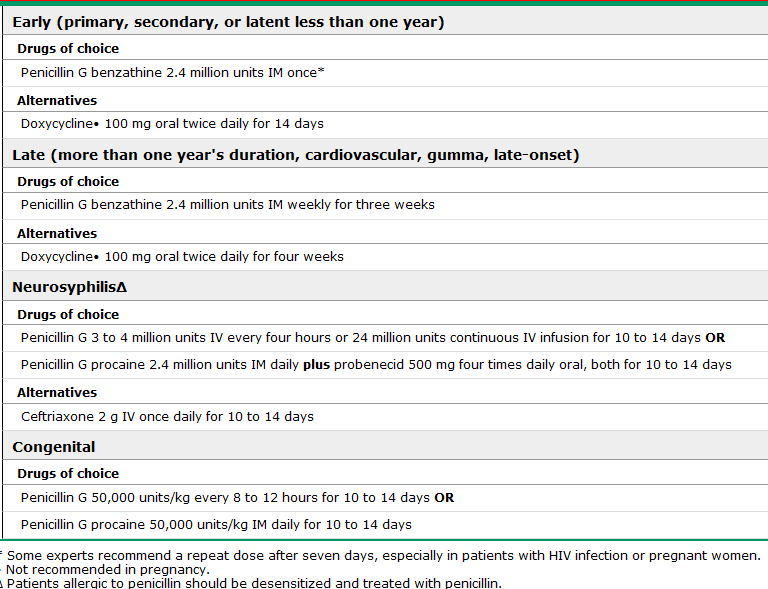 Early (primary, secondary, or latent less than one year)
Drugs of choice
Penicillin G benzathine 2.4 million units IM once*
Alternatives
Doxycycline• 100 mg oral twice daily for 14 days
Late (more than one year's duration, cardiovascular, gumma, late-onset)
Drugs of choice
Penicillin G benzathine 2.4 million units IM weekly for three weeks
Alternatives
Doxycycline• 100 mg oral twice daily for four weeks
NeurosyphilisΔ
Drugs of choice
Penicillin G 3 to 4 million units IV every four hours or 24 million units continuous IV infusion for 10 to 14 days OR
Penicillin G procaine 2.4 million units IM daily plus probenecid 500 mg four times daily oral, both for 10 to 14 days
Alternatives
Ceftriaxone 2 g IV once daily for 10 to 14 days
Congenital
Drugs of choice
Penicillin G 50,000 units/kg every 8 to 12 hours for 10 to 14 days OR
Penicillin G procaine 50,000 units/kg IM daily for 10 to 14 days
* Some experts recommend a repeat dose after seven days, especially in patients with HIV infection or pregnant women.
• Not recommended in pregnancy.
Δ Patients allergic to penicillin should be desensitized and treated with penicillin.